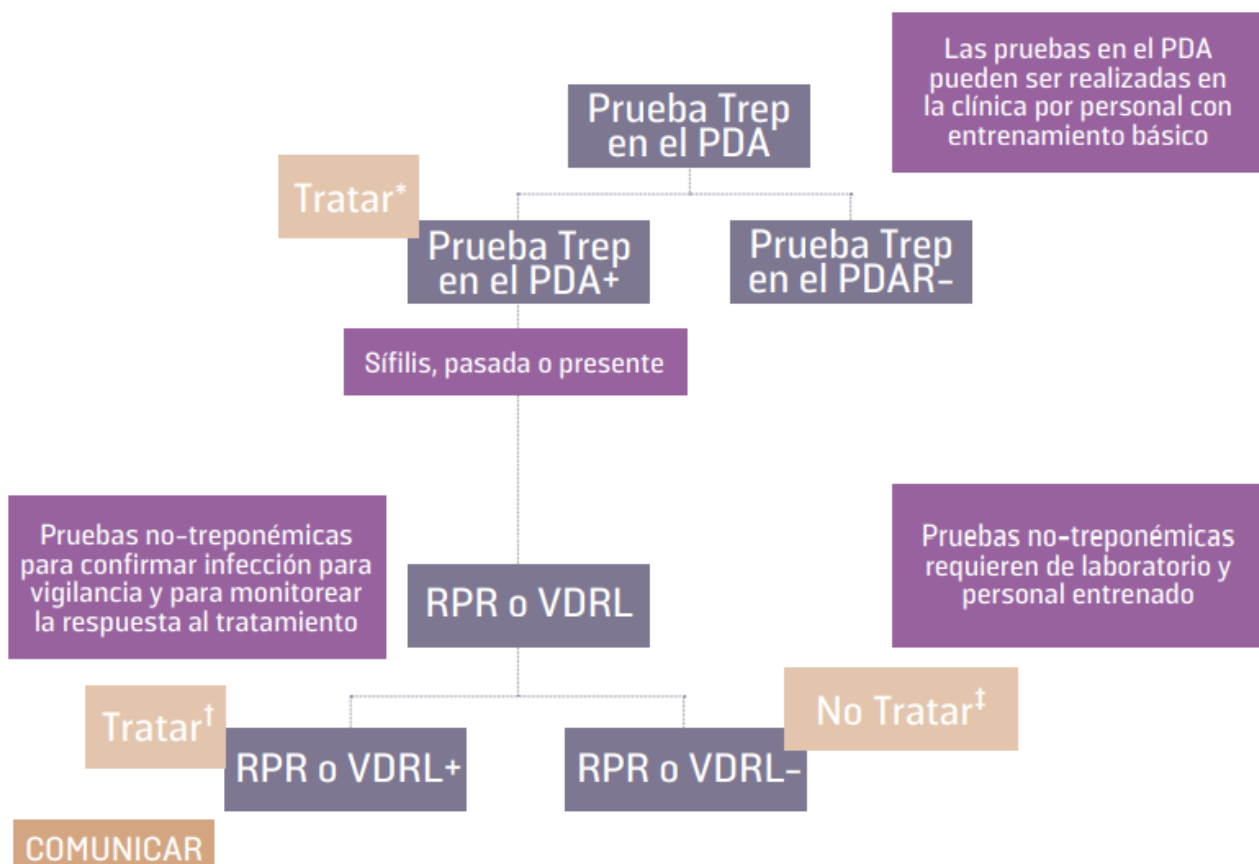 Las pruebas en el PDA
pueden ser realizadas en
la clínica por personal con
entrenamiento básico
Prueba Trep
en el PDA
Tratar*
Prueba Trep
en el PDA+
Prueba Trep
en el PDAR-
Sífilis, pasada o presente
Pruebas no-treponémicas
para confirmar infección para
vigilancia y para monitorear
la respuesta al tratamiento
RPR o VDRL
Pruebas no-treponémicas
requieren de laboratorio y
personal entrenado
Tratar†
RPR o VDRL+
RPR o VDRL-
No Tratar‡
COMUNICAR